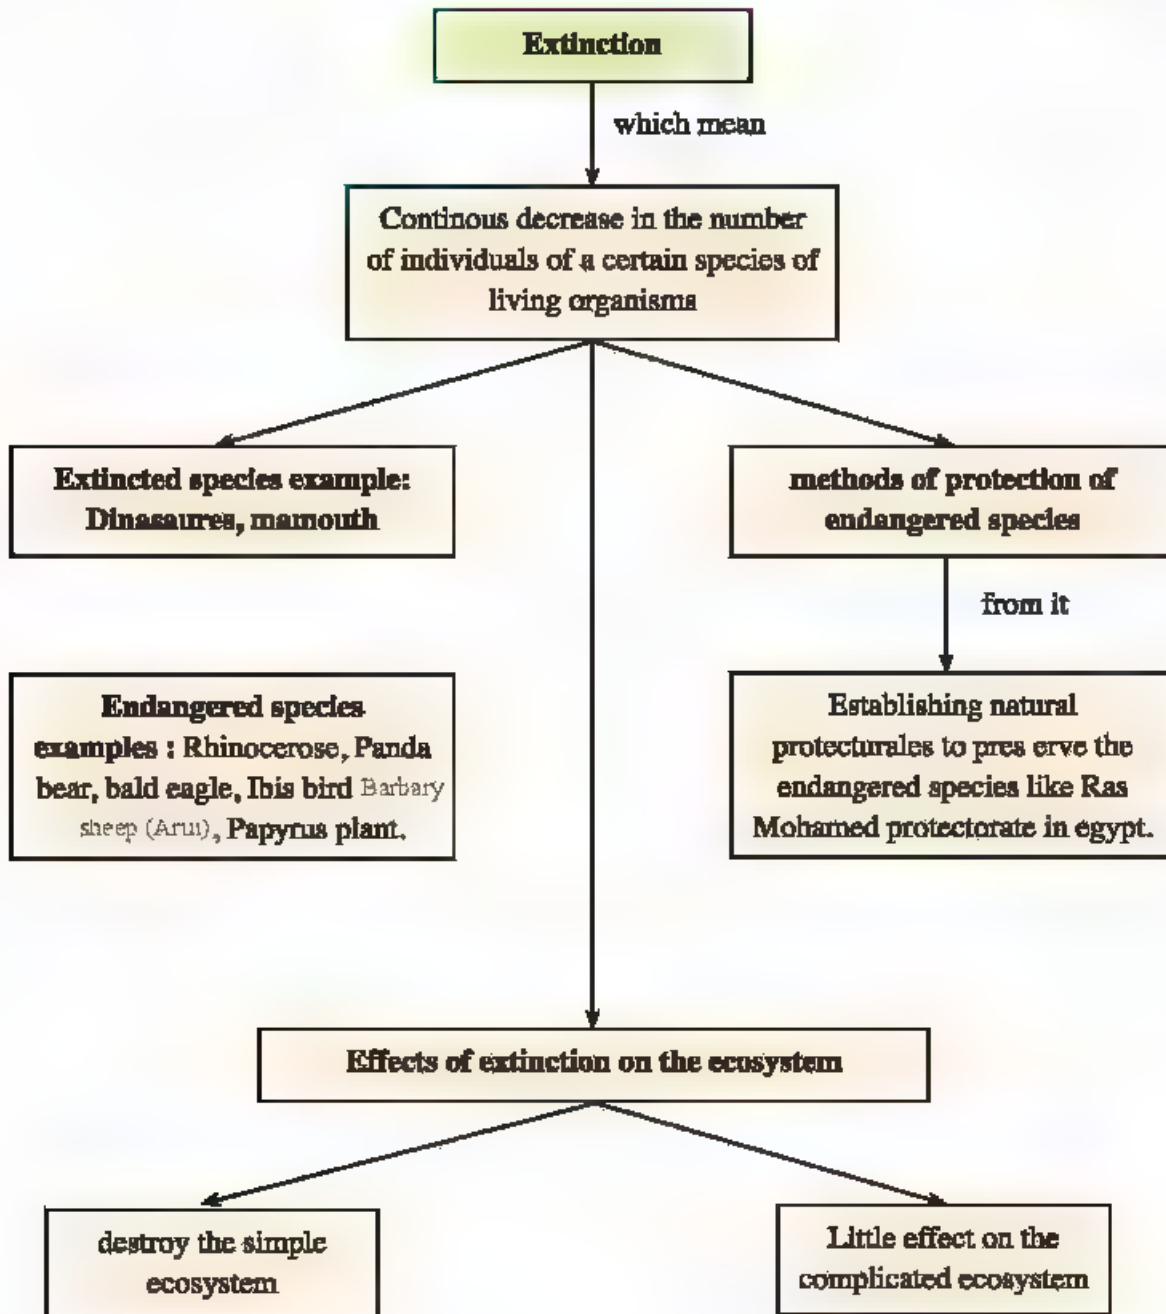 Extinction
which mean
Continous decrease in the number
of individuals of a certain species of
living organisms
Extincted species example:
Dinasaures, mamouth
methods of protection of
endangered species
from it
Endangered species
examples : Rhinocerose, Panda
bear, bald eagle, Ibis bird Barbary
sheep (Arui), Papyrus plant.
Establishing natural
protecturales to pres erve the
endangered species like Ras
Mohamed protectorate in egypt.
Effects of extinction on the ecosystem
destroy the simple
ecosystem
Little effect on the
complicated ecosystem